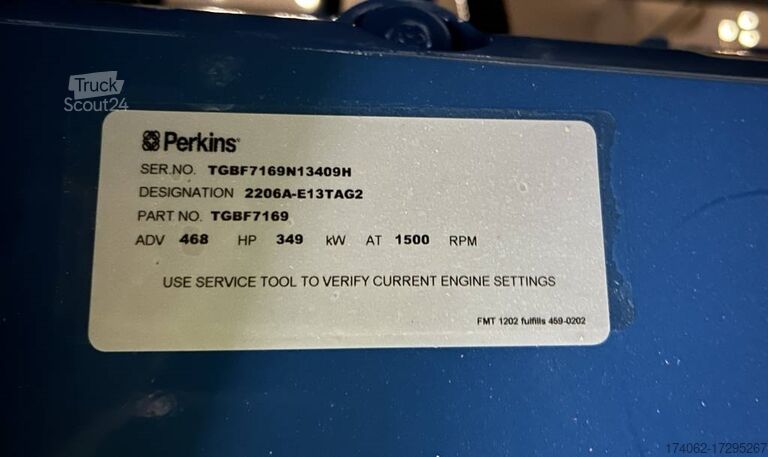 Truck
Scout24
Perkins
SER.NO. TGBF7169N13409H
DESIGNATION 2206A-E13TAG2
PART NO. TGBF7169
ADV 468 HP 349 kW AT 1500 RPM
USE SERVICE TOOL TO VERIFY CURRENT ENGINE SETTINGS
FMT 1202 fulfills 459-0202
174062-17295267